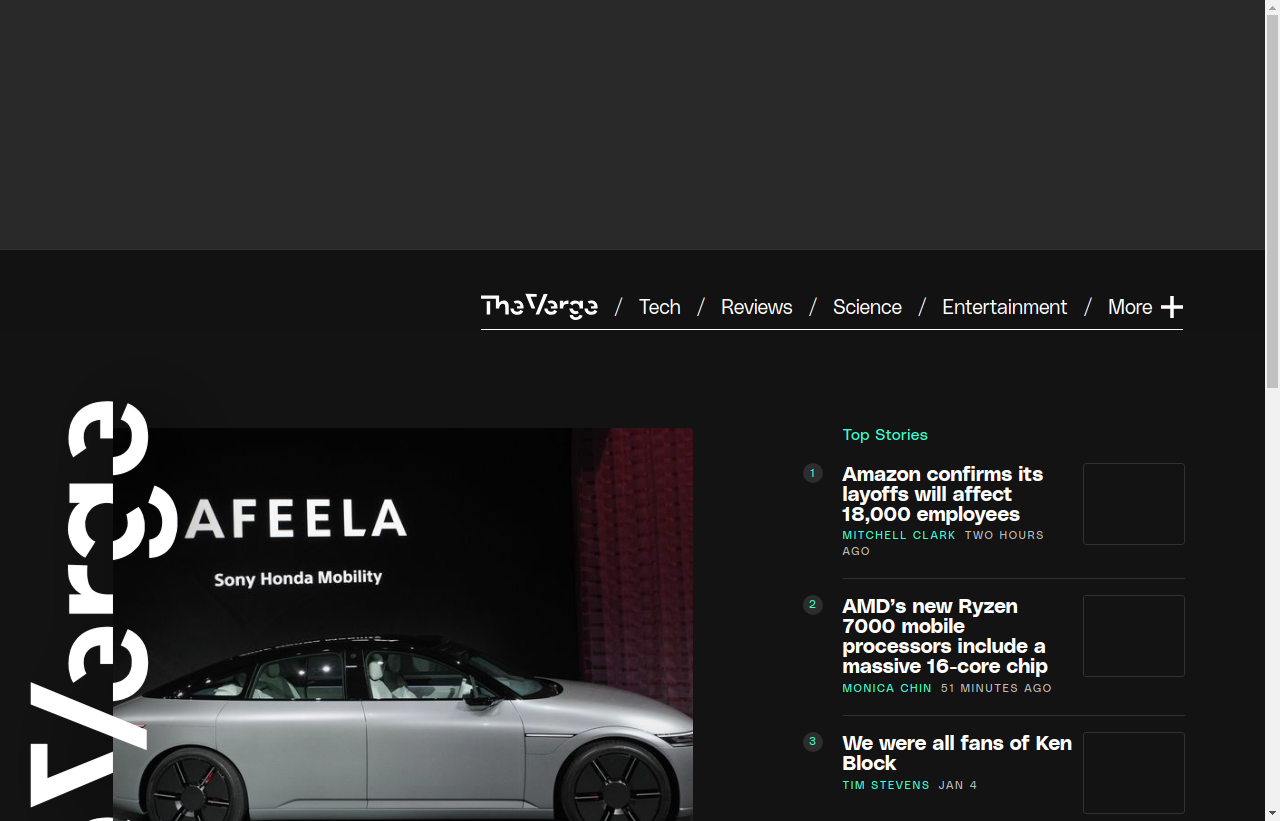 The Verge / Tech / Reviews / Science / Entertainment / More
The Verge
AFEELA
Sony Honda Mobility
Top Stories
1
Amazon confirms its
layoffs will affect
18,000 employees
MITCHELL CLARK TWO HOURS
AGO
2
AMD's new Ryzen
7000 mobile
processors include a
massive 16-core chip
MONICA CHIN 51 MINUTES AGO
3
We were all fans of Ken
Block
TIM STEVENS JAN 4